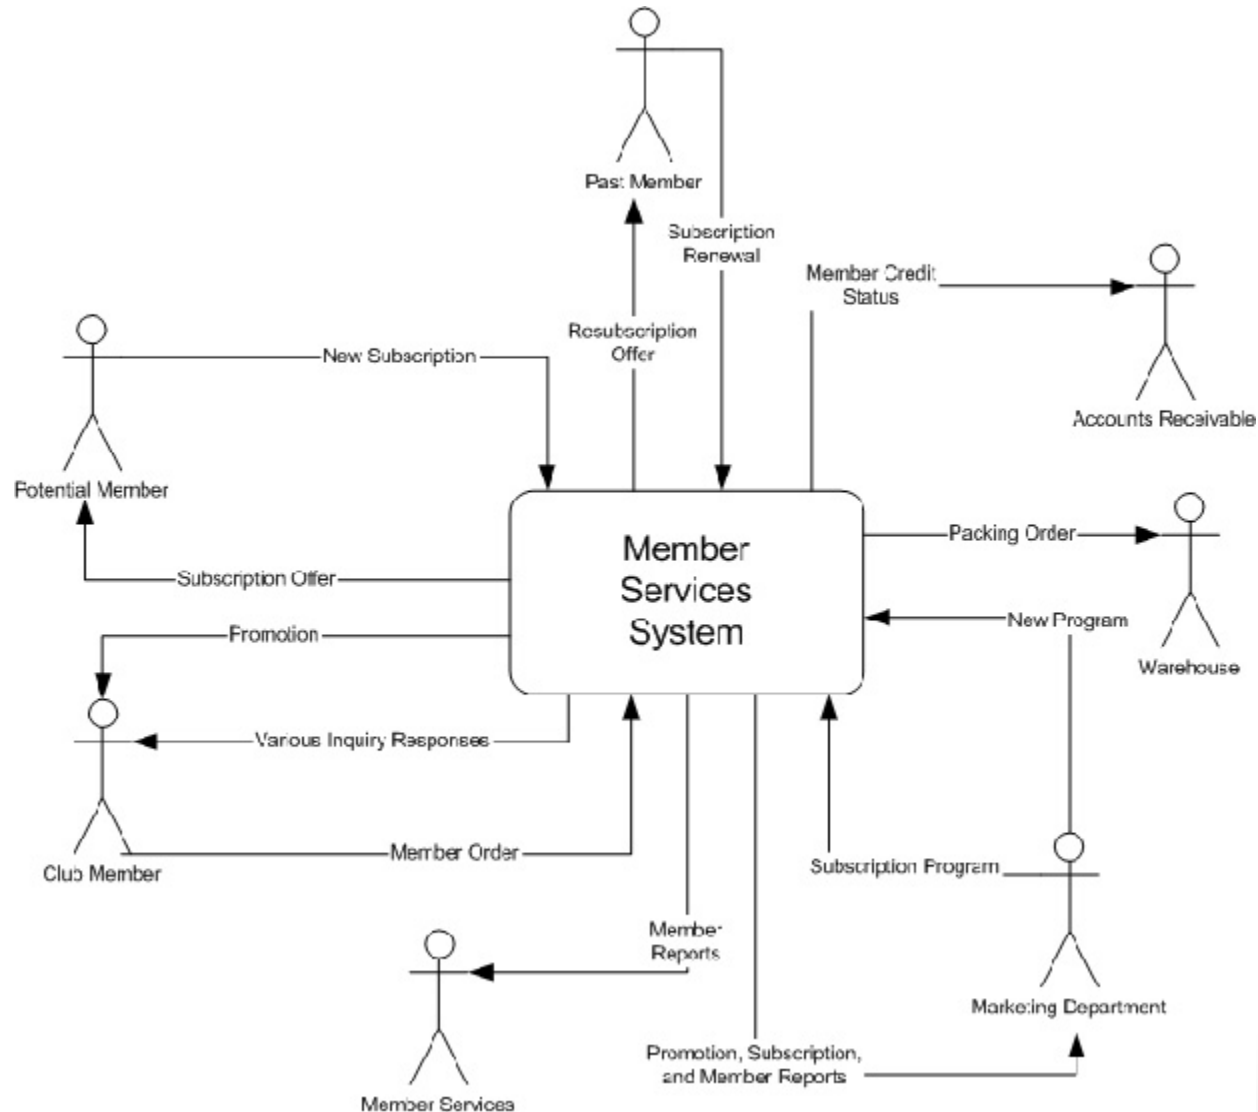 Past Member
Subscription
Renewal
Member Credit
Status
Resubscription
Offer
New Subscription
Accounts Receivable
Potential Member
Packing Order
Member
Services
System
Subscription Offer
New Program
Promotion
Warehouse
Various Inquiry Responses
Member Order
Subscription Program
Club Member
Member
Reports
Marketing Department
Promotion, Subscription,
and Member Reports
Member Services